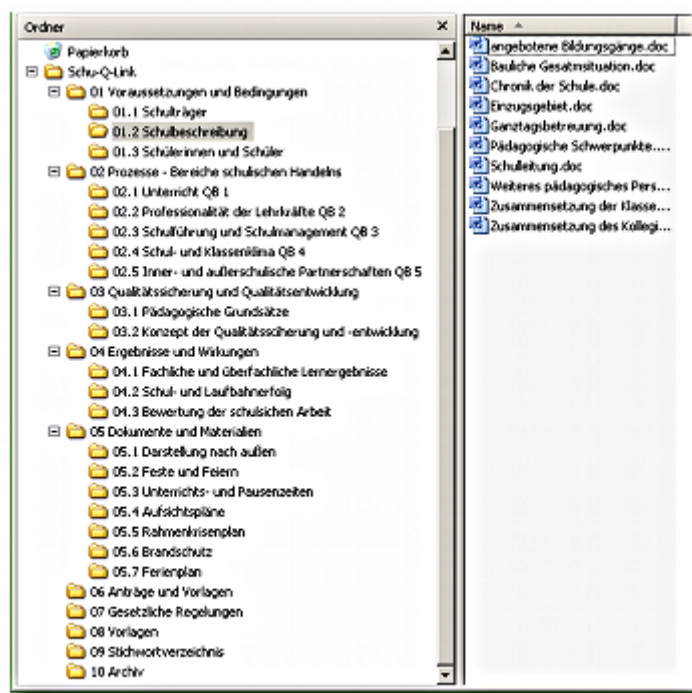 Ordner
Papierkorb
Schu-Q-Link
01 Voraussetzungen und Bedingungen
01.1 Schulträger
01.2 Schulbeschreibung
01.3 Schülerinnen und Schüler
02 Prozesse - Bereiche schulischen Handelns
02.1 Unterricht QB 1
02.2 Professionalität der Lehrkräfte QB 2
02.3 Schulführung und Schulmanagement QB 3
02.4 Schul- und Klassenklima QB 4
02.5 Inner- und außerschulische Partnerschaften QB 5
03 Qualitätssicherung und Qualitätsentwicklung
03.1 Pädagogische Grundsätze
03.2 Konzept der Qualitätssciherung und -entwicklung
04 Ergebnisse und Wirkungen
04.1 Fachliche und überfachliche Lernergebnisse
04.2 Schul- und Laufbahnerfolg
04.3 Bewertung der schulsichen Arbeit
05 Dokumente und Materialien
05.1 Darstellung nach außen
05.2 Feste und Feiern
05.3 Unterrichts- und Pausenzeiten
05.4 Aufsichtspläne
05.5 Rahmenkrisenplan
05.6 Brandschutz
05.7 Ferienplan
06 Anträge und Vorlagen
07 Gesetzliche Regelungen
08 Vorlagen
09 Stichwortverzeichnis
10 Archiv
Name
angebotene Bildungsgänge.doc
Bauliche Gesatmsituation.doc
Chronik der Schule.doc
Einzugsgebiet.doc
Ganztagsbetreuung.doc
Pädagogische Schwerpunkte....
Schulleitung.doc
Weiteres pädagogisches Pers...
Zusammensetzung der Klasse...
Zusammensetzung des Kollegi...